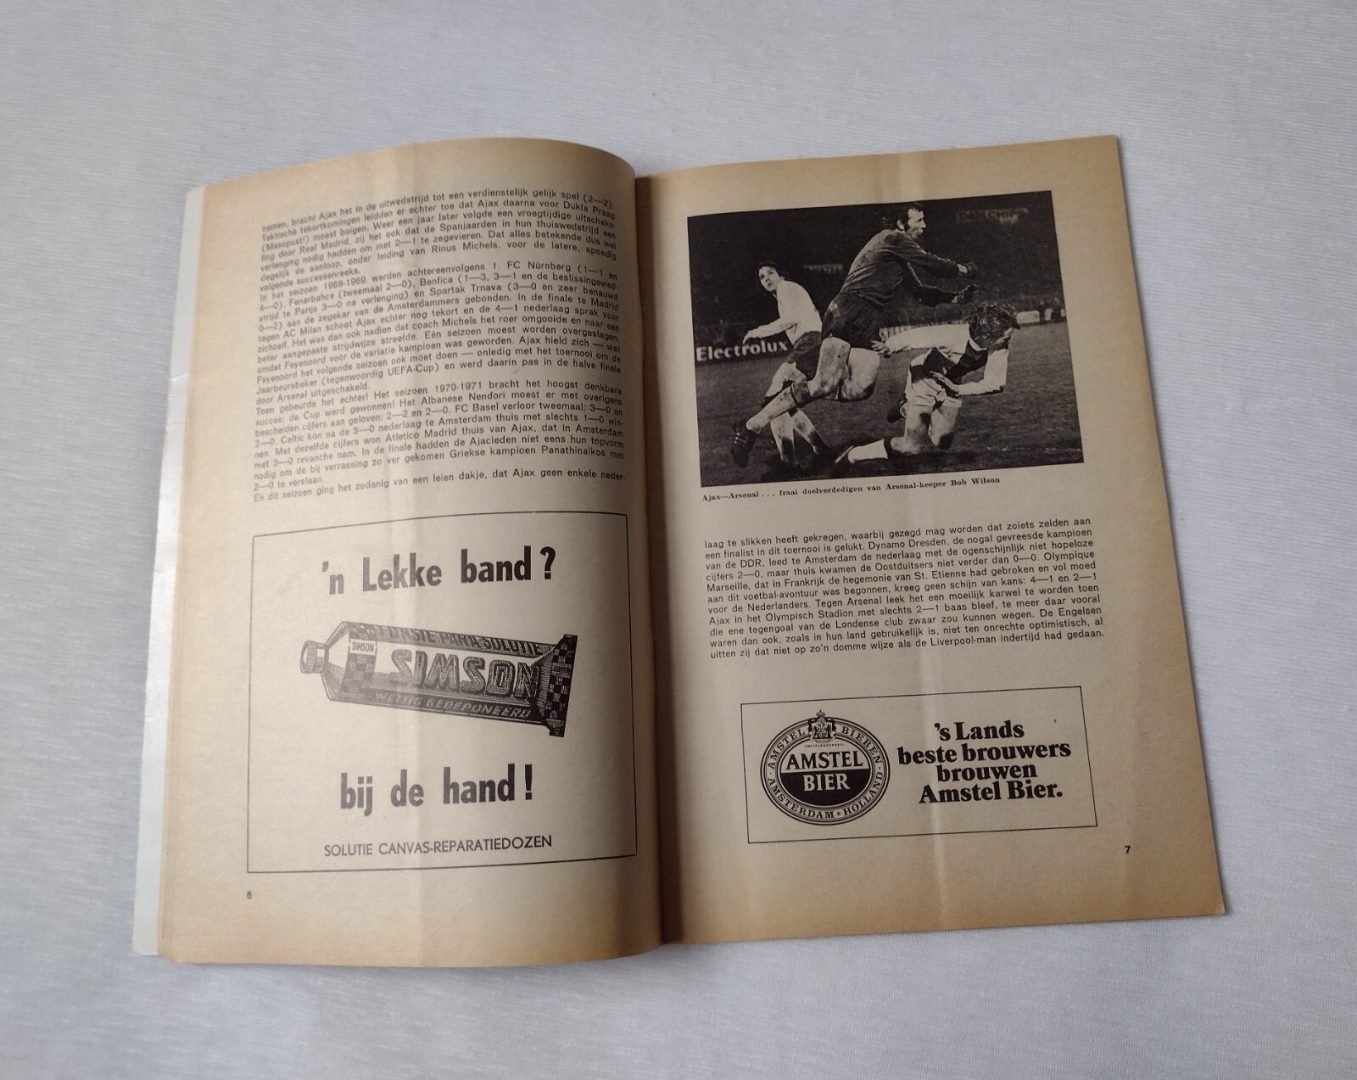 nemen, bracht Ajax het in de uitwedstrijd tot een verdienstelijk gelijk spel (2—2).
Taktische tekortkomingen leidden er echter toe dat Ajax daarna voor Dukla Praag
(Masopust!) moest buigen. Weer een jaar later volgde een vroegtijdige uitschake-
ling door Real Madrid, zij het ook dat de Spanjaarden in hun thuiswedstrijd een
verlenging nodig hadden om met 2—1 te zegevieren. Dat alles betekende dus wel
degelijk de aanloop, onder leiding van Rinus Michels, voor de latere, spoedig
volgende successenreeks.
In het seizoen 1968-1969 werden achtereenvolgens 1. FC Nürnberg (1—1 en
4—0), Fenerbahce (tweemaal 2—0), Benfica (1—3, 3—1 en de beslissingswed-
strijd te Parijs 3—0 na verlenging) en Spartak Trnava (3—0 en zeer benauwd
0—2) aan de zegekar van de Amsterdammers gebonden. In de finale te Madrid
tegen AC Milan schoot Ajax echter nog tekort en de 4—1 nederlaag sprak voor
zichzelf. Het was dan ook nadien dat coach Michels het roer omgooide en naar een
beter aangepaste strijdwijze streefde. Een seizoen moest worden overgeslagen,
omdat Feyenoord voor de variatie kampioen was geworden. Ajax hield zich — wat
Feyenoord het volgende seizoen ook moet doen — onledig met het toernooi om de
Jaarbeursbeker (tegenwoordig UEFA-Cup) en werd daarin pas in de halve finale
door Arsenal uitgeschakeld.
Toen gebeurde het echter! Het seizoen 1970-1971 bracht het hoogst denkbare
succes: de Cup werd gewonnen! Het Albanese Nendori moest er met overigens
bescheiden cijfers aan geloven: 2—2 en 2—0. FC Basel verloor tweemaal: 3—0 en
2—0. Celtic kon na de 3—0 nederlaag te Amsterdam thuis met slechts 1—0 win-
nen. Met dezelfde cijfers won Atletico Madrid thuis van Ajax, dat in Amsterdam
met 3—0 revanche nam. In de finale hadden de Ajacieden niet eens hun topvorm
nodig om de bij verrassing zo ver gekomen Griekse kampioen Panathinaikos met
2—0 te verslaan.
En dit seizoen ging het zodanig van een leien dakje, dat Ajax geen enkele neder-
'n Lekke band?
EERSTE PARA SOLUTIE
SIMSON
SIMSON
WETTIG GEDEPONEERD
bij de hand!
SOLUTIE CANVAS-REPARATIEDOZEN
6
Electrolux
Ajax—Arsenal . . . fraai doelverdedigen van Arsenal-keeper Bob Wilson
laag te slikken heeft gekregen, waarbij gezegd mag worden dat zoiets zelden aan
een finalist in dit toernooi is gelukt. Dynamo Dresden, de nogal gevreesde kampioen
van de DDR, leed te Amsterdam de nederlaag met de ogenschijnlijk niet hopeloze
cijfers 2—0, maar thuis kwamen de Oostduitsers niet verder dan 0—0. Olympique
Marseille, dat in Frankrijk de hegemonie van St. Etienne had gebroken en vol moed
aan dit voetbal-avontuur was begonnen, kreeg geen schijn van kans: 4—1 en 2—1
voor de Nederlanders. Tegen Arsenal leek het een moeilijk karwei te worden toen
Ajax in het Olympisch Stadion met slechts 2—1 baas bleef, te meer daar vooral
die ene tegengoal van de Londense club zwaar zou kunnen wegen. De Engelsen
waren dan ook, zoals in hun land gebruikelijk is, niet ten onrechte optimistisch, al
uitten zij dat niet op zo'n domme wijze als de Liverpool-man indertijd had gedaan.
AMSTEL BIEREN
AMSTEL
BIER
AMSTERDAM • HOLLAND
's Lands
beste brouwers
brouwen
Amstel Bier.
7